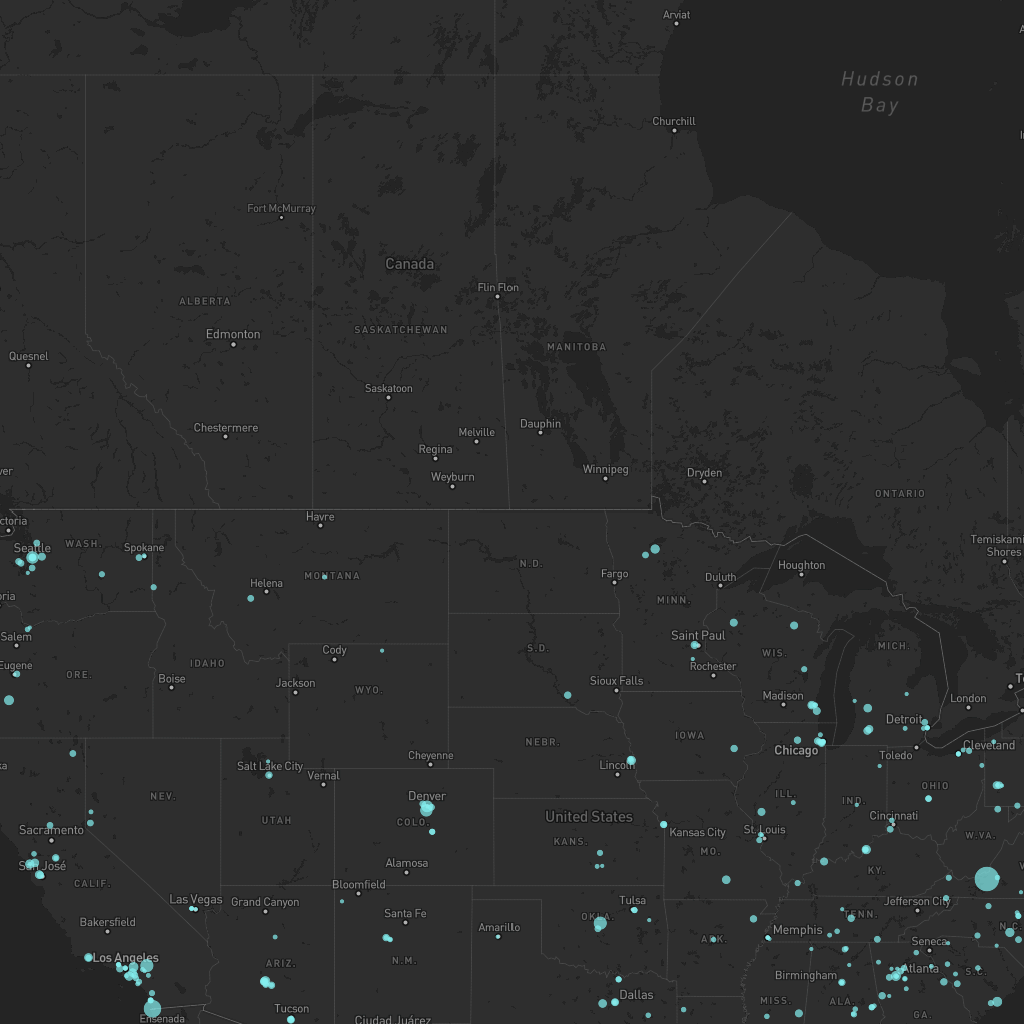 Arviat
Hudson
Bay
Churchill
Fort McMurray
Canada
Flin Flon
ALBERTA
SASKATCHEWAN
Edmonton
MANITOBA
Quesnel
Saskatoon
Chestermere
Dauphin
Melville
Regina
Winnipeg
Dryden
ver
Weyburn
ONTARIO
ctoria
Havre
WASH.
Seattle
Spokane
Temiskami
Shores
N.D.
Houghton
MONTANA
Fargo
Duluth
Helena
oria
MINN.
Salem
Saint Paul
MICH.
Cody
S.D.
WIS.
IDAHO
Eugene
ORE.
Rochester
Boise
Jackson
Sioux Falls
WYO.
Madison
London
Detroit
IOWA
NEBR.
Chicago
Cleveland
Toledo
Cheyenne
ka
Salt Lake City
Lincoln
Vernal
OHIO
NEV.
Denver
ILL.
IND.
United States
Cincinnati
UTAH
COLO.
Sacramento
Kansas City
St. Louis
W.VA.
KANS.
MO.
San José
Alamosa
KY.
CALIF.
Bloomfield
Las Vegas
Grand Canyon
Tulsa
Jefferson City
Santa Fe
OKLA.
TENN.
Bakersfield
Amarillo
Memphis
N.C.
ARK.
Seneca
Los Angeles
ARIZ.
N.M.
Birmingham
Atlanta
S.C.
Dallas
MISS.
ALA.
Tucson
GA.
Ensenada
Ciudad Juárez